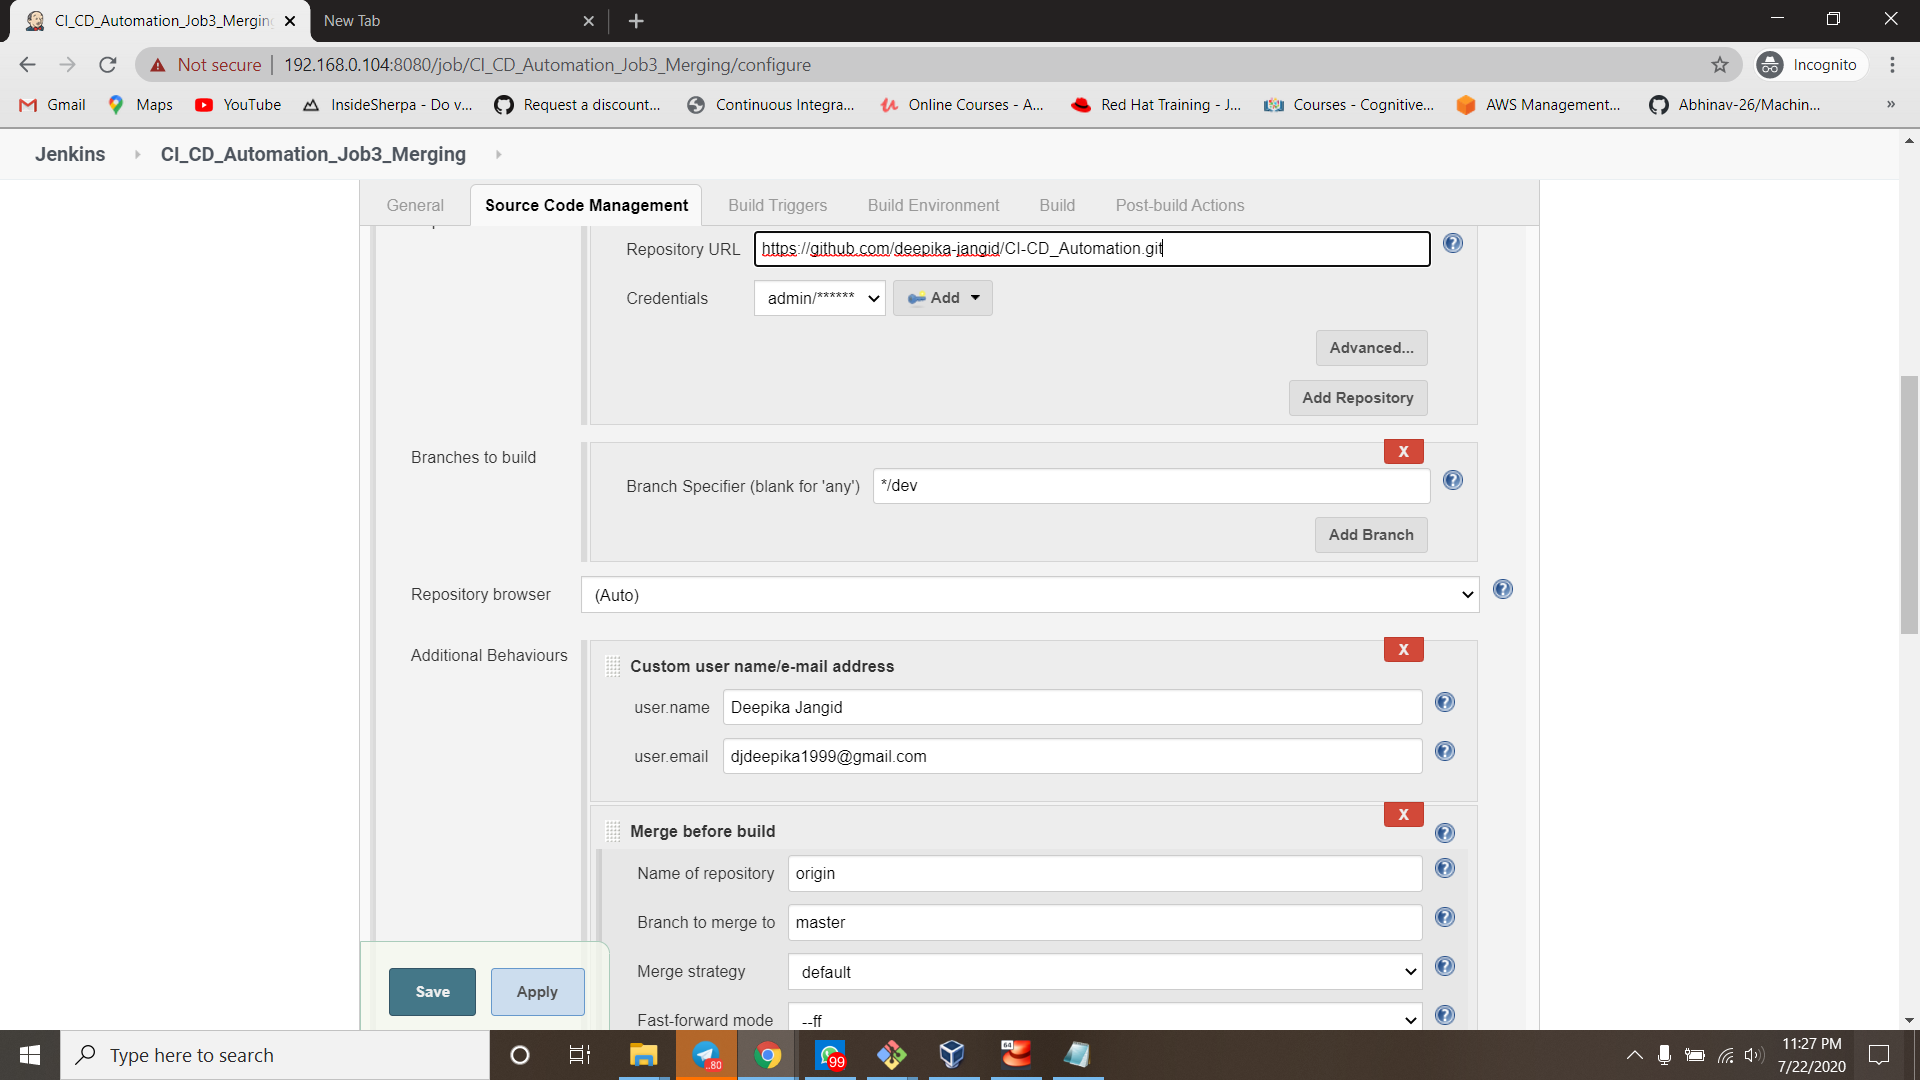 CI_CD_Automation_Job3_Merging
New Tab
Not secure
192.168.0.104:8080/job/CI_CD_Automation_Job3_Merging/configure
Incognito
Gmail
Maps
YouTube
InsideSherpa - Do v...
Request a discount...
Continuous Integra...
Online Courses - A...
Red Hat Training - J...
Courses - Cognitive...
AWS Management...
Abhinav-26/Machin...
»
Jenkins
CI_CD_Automation_Job3_Merging
General
Source Code Management
Build Triggers
Build Environment
Build
Post-build Actions
Repository URL
https://github.com/deepika-jangid/CI-CD_Automation.git
Credentials
admin/******
Add
Advanced...
Add Repository
Branches to build
X
Branch Specifier (blank for 'any')
*/dev
Add Branch
Repository browser
(Auto)
Additional Behaviours
X
Custom user name/e-mail address
user.name
Deepika Jangid
user.email
djdeepika1999@gmail.com
X
Merge before build
Name of repository
origin
Branch to merge to
master
Merge strategy
default
Fast-forward mode
--ff
Save
Apply
Type here to search
..80
99
64
11:27 PM
7/22/2020